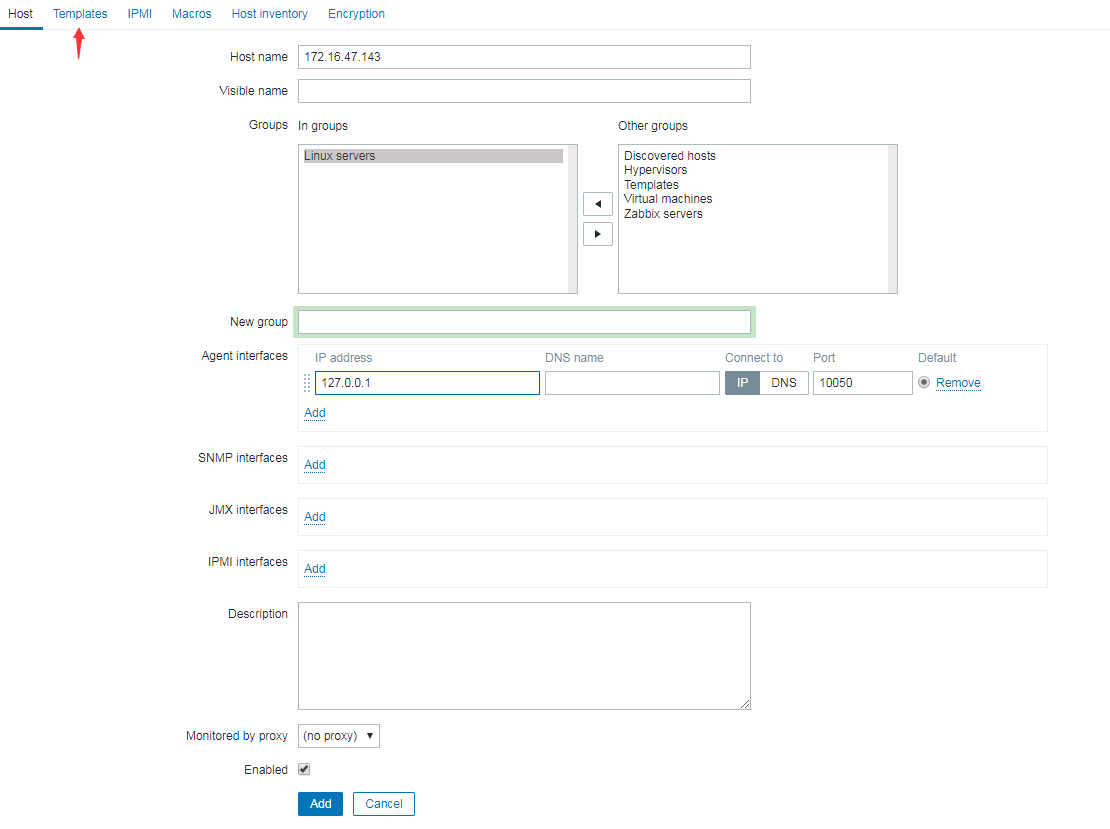 Host Templates IPMI Macros Host inventory Encryption
Host name 172.16.47.143
Visible name
Groups In groups Other groups
Linux servers
Discovered hosts
Hypervisors
Templates
Virtual machines
Zabbix servers
New group
Agent interfaces IP address DNS name Connect to Port Default
127.0.0.1 IP DNS 10050 Remove
Add
SNMP interfaces Add
JMX interfaces Add
IPMI interfaces Add
Description
Monitored by proxy (no proxy)
Enabled
Add Cancel